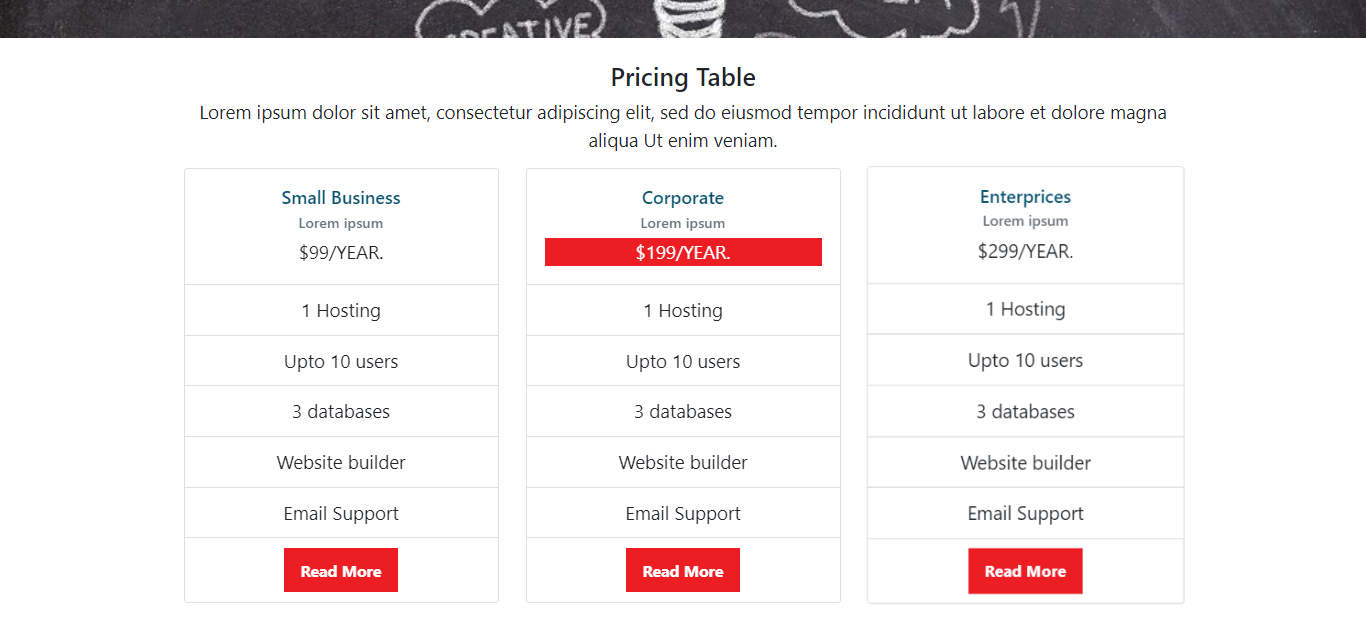 CREATIVE
Pricing Table
Lorem ipsum dolor sit amet, consectetur adipiscing elit, sed do eiusmod tempor incididunt ut labore et dolore magna
aliqua Ut enim veniam.
Small Business
Lorem ipsum
$99/YEAR.
1 Hosting
Upto 10 users
3 databases
Website builder
Email Support
Read More
Corporate
Lorem ipsum
$199/YEAR.
1 Hosting
Upto 10 users
3 databases
Website builder
Email Support
Read More
Enterprices
Lorem ipsum
$299/YEAR.
1 Hosting
Upto 10 users
3 databases
Website builder
Email Support
Read More